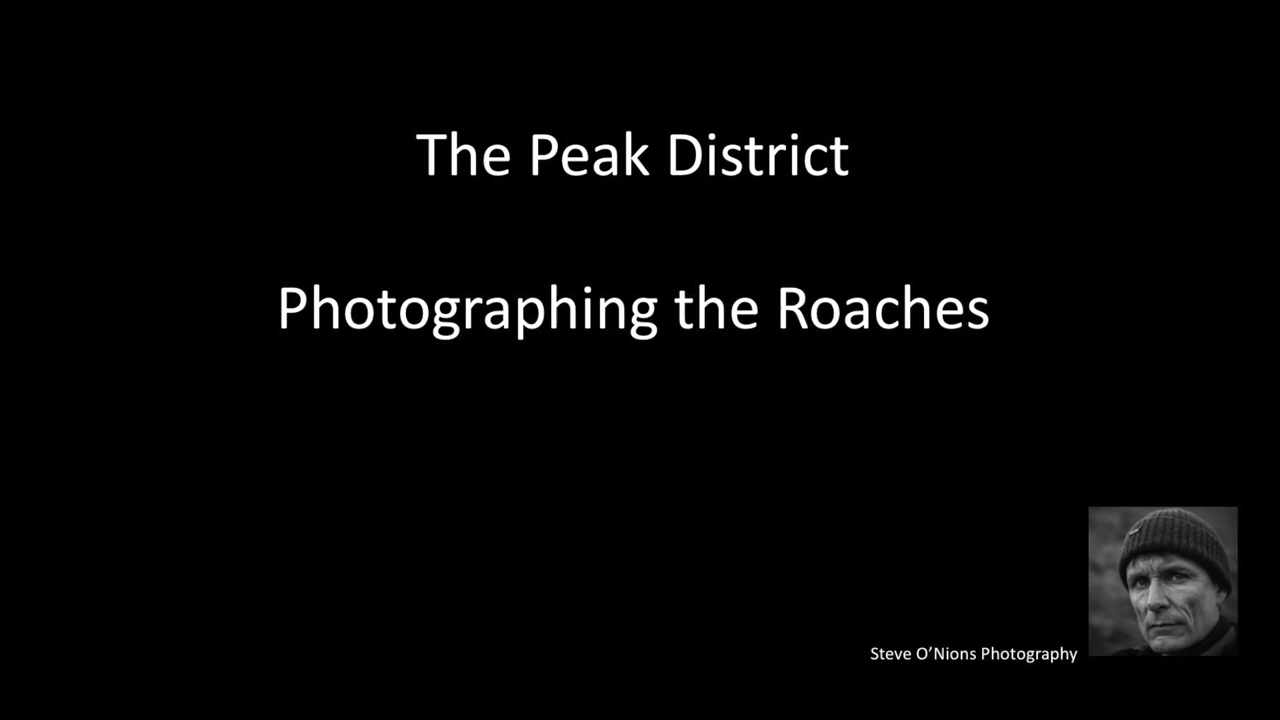 The Peak District
Photographing the Roaches
Steve O’Nions Photography